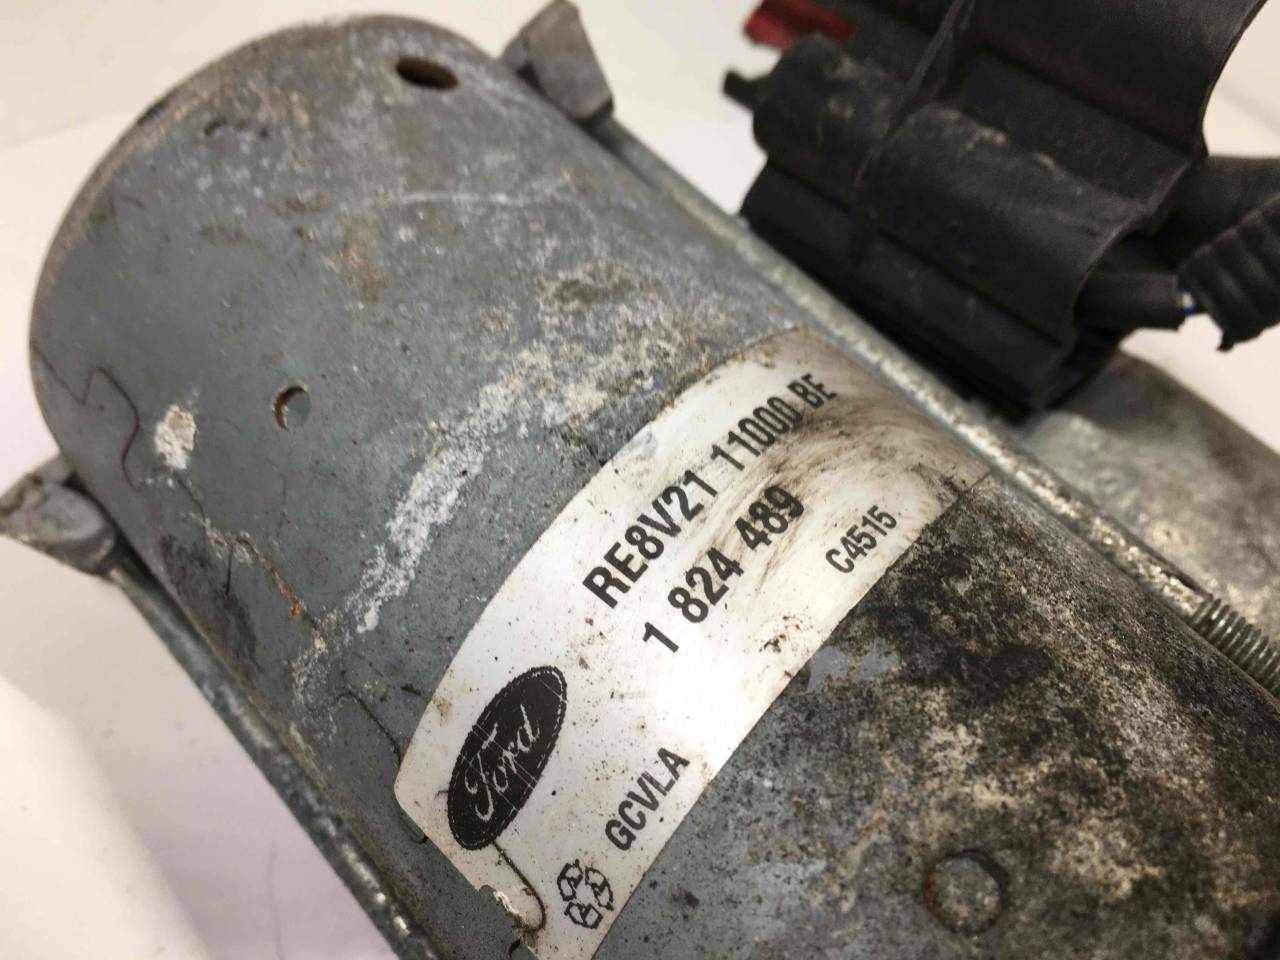 RE8V21 11000 BE
1 824 489
C4515
Ford
GCVLA